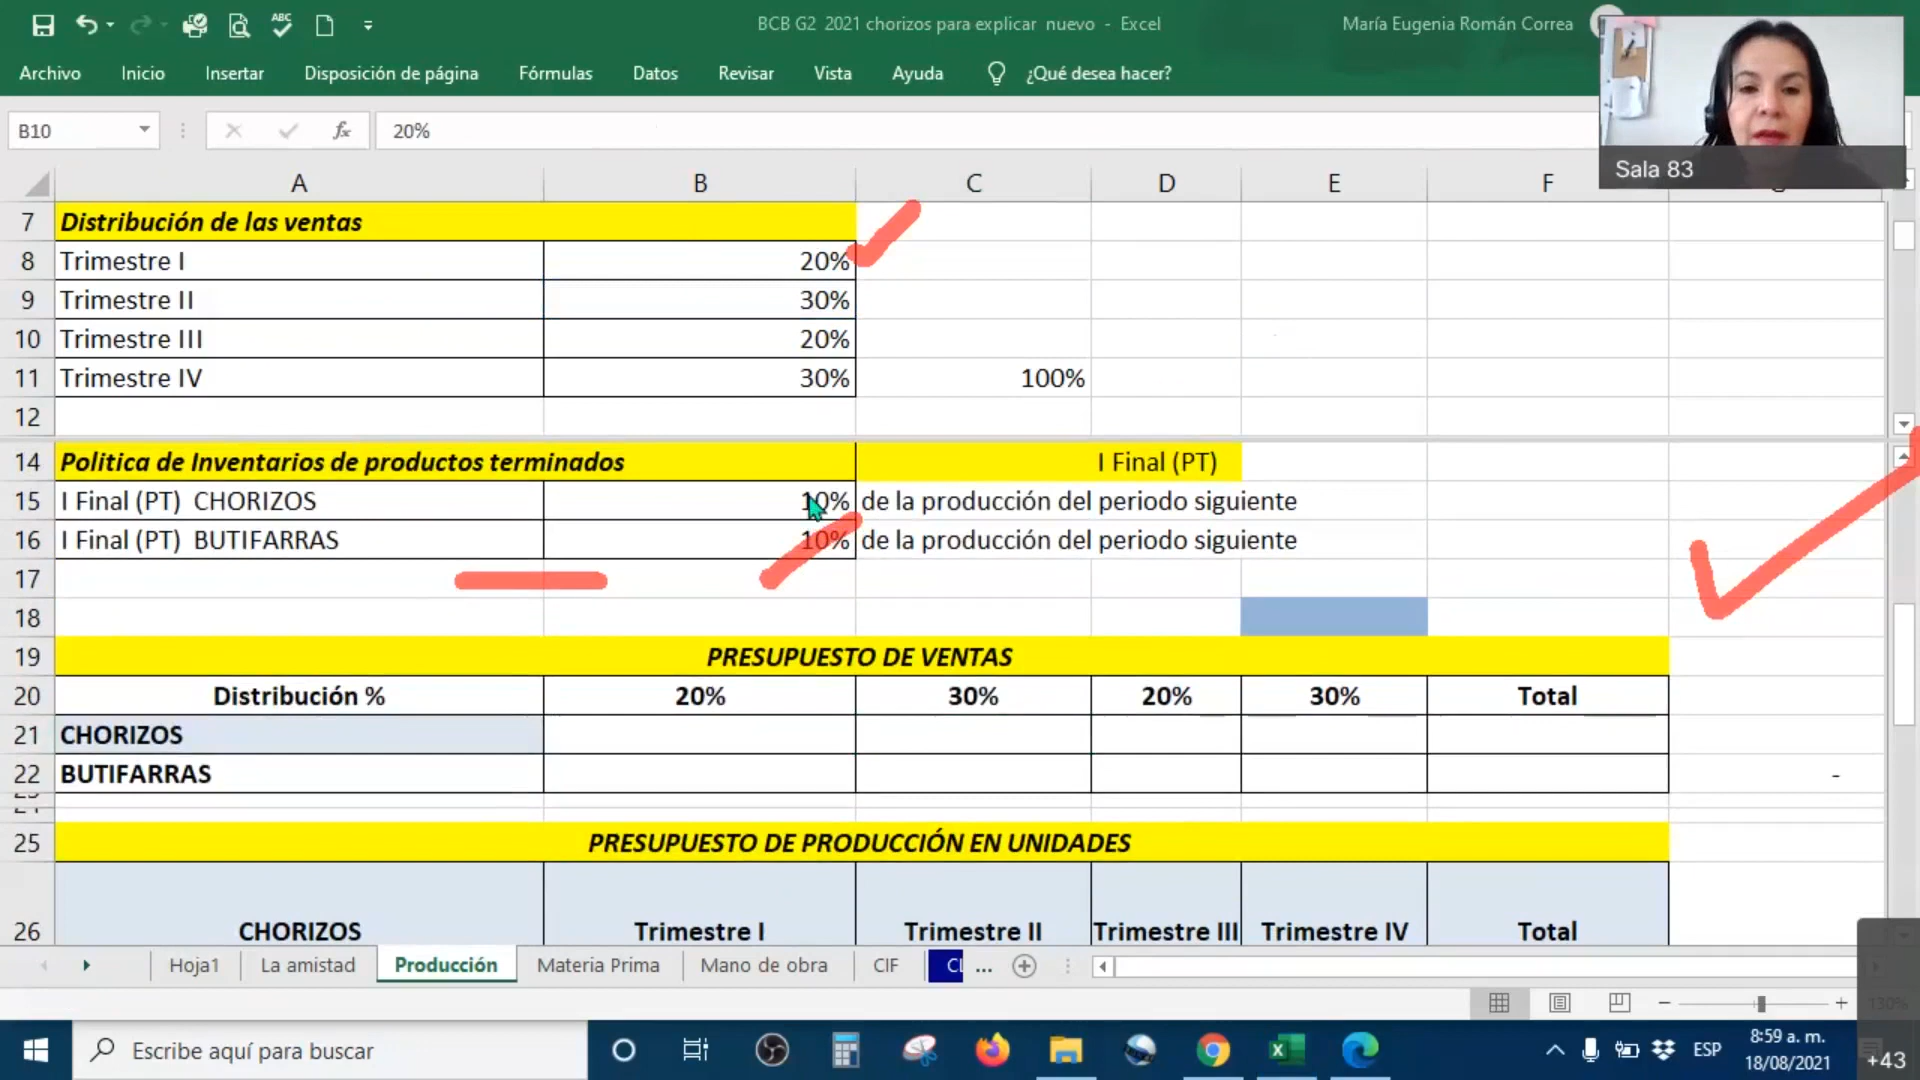 BCB G2  2021 chorizos para explicar  nuevo  -  Excel
María Eugenia Román Correa
Archivo
Inicio
Insertar
Disposición de página
Fórmulas
Datos
Revisar
Vista
Ayuda
¿Qué desea hacer?
B10
fx
20%
Sala 83
A
B
C
D
E
F
7
Distribución de las ventas
8
Trimestre I
20%
9
Trimestre II
30%
10
Trimestre III
20%
11
Trimestre IV
30%
100%
12
14
Politica de Inventarios de productos terminados
I Final (PT)
15
I Final (PT)  CHORIZOS
10%
de la producción del periodo siguiente
16
I Final (PT)  BUTIFARRAS
10%
de la producción del periodo siguiente
17
18
19
PRESUPUESTO DE VENTAS
20
Distribución %
20%
30%
20%
30%
Total
21
CHORIZOS
22
BUTIFARRAS
-
25
PRESUPUESTO DE PRODUCCIÓN EN UNIDADES
26
CHORIZOS
Trimestre I
Trimestre II
Trimestre III
Trimestre IV
Total
Hoja1
La amistad
Producción
Materia Prima
Mano de obra
CIF
...
130%
Escribe aquí para buscar
ESP
8:59 a. m.
18/08/2021
+43